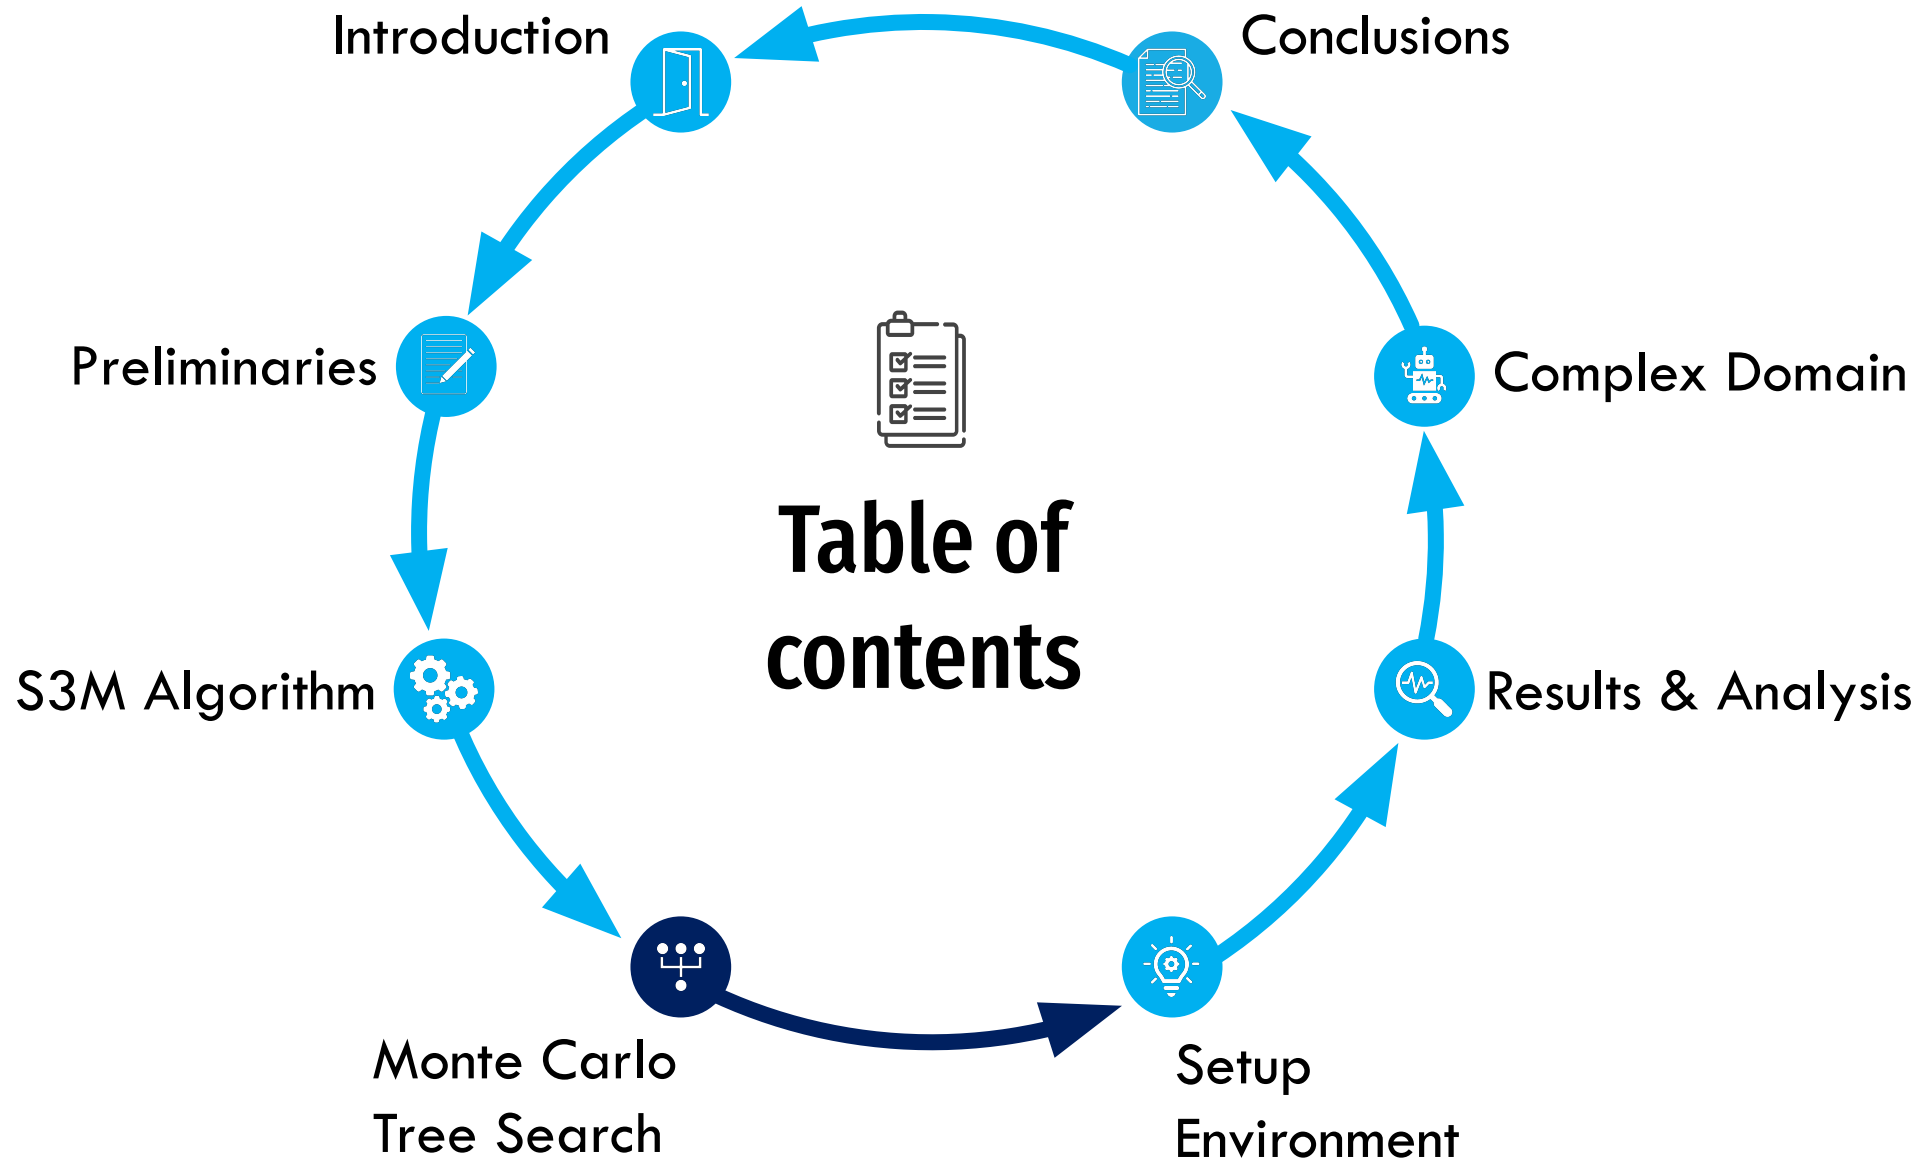 Introduction
Conclusions
Preliminaries
Complex Domain
Table of
contents
S3M Algorithm
Results & Analysis
Monte Carlo
Tree Search
Setup
Environment